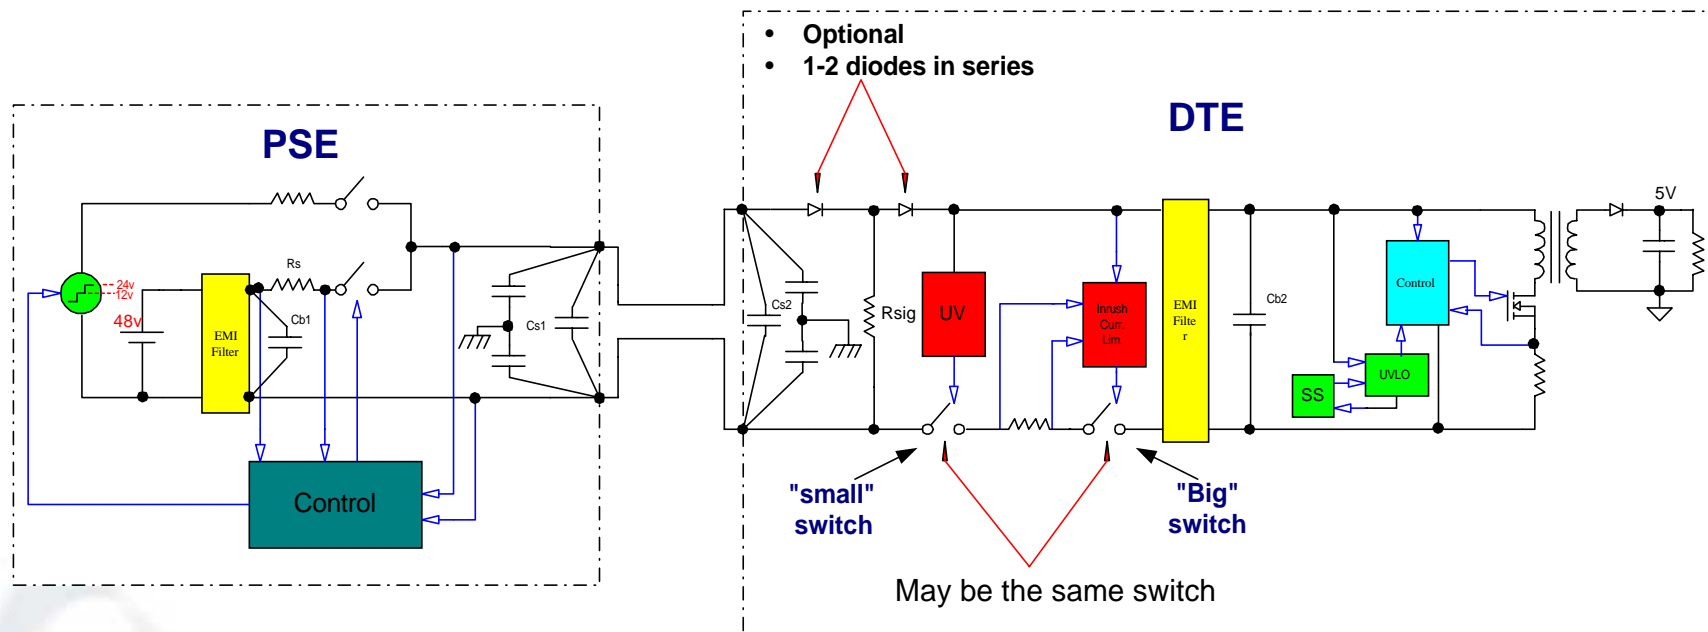 • Optional
• 1-2 diodes in series
PSE
DTE
Rs
24v
12v
48v
EMI
Filter
Cb1
Cs1
Control
Cs2
Rsig
UV
Inrush
Curr.
Lim.
EMI
Filte
r
Cb2
Control
UVLO
SS
5V
"small"
switch
"Big"
switch
May be the same switch